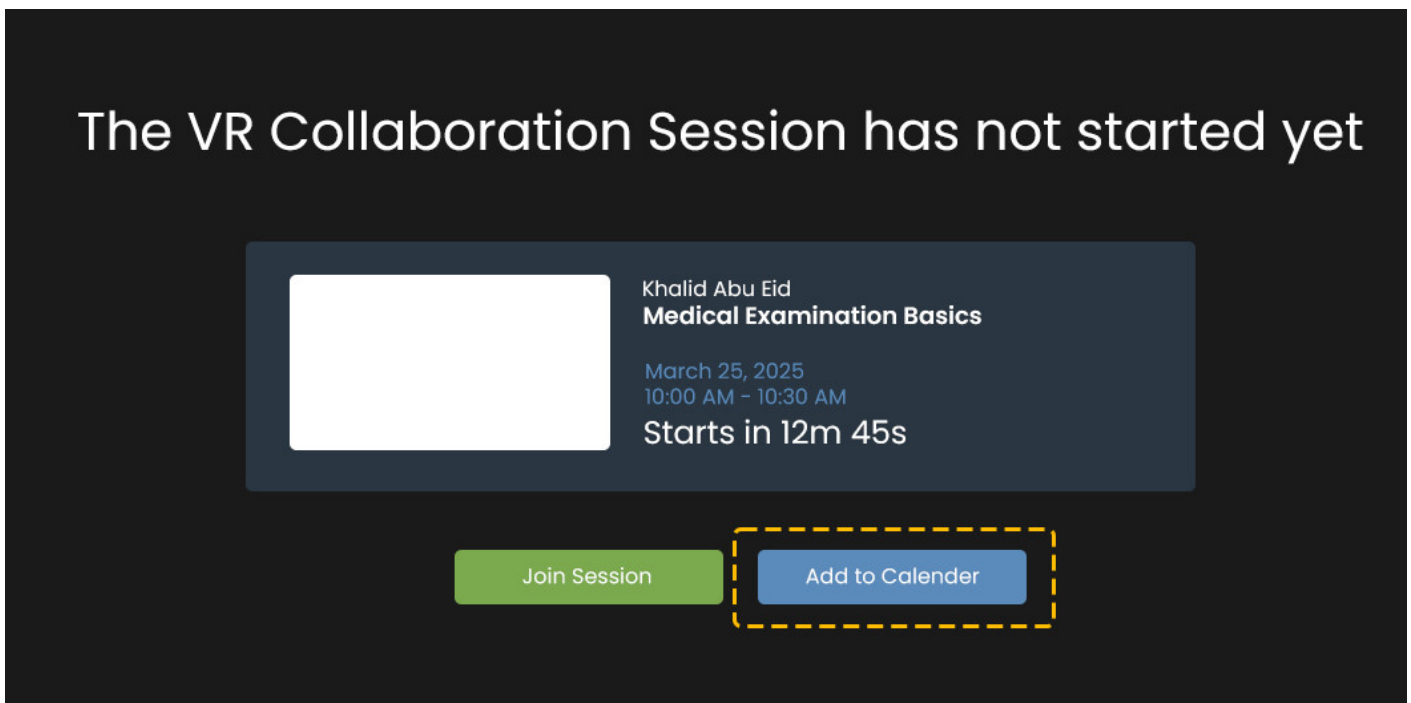 The VR Collaboration Session has not started yet
Khalid Abu Eid
Medical Examination Basics
March 25, 2025
10:00 AM - 10:30 AM
Starts in 12m 45s
Join Session
Add to Calender